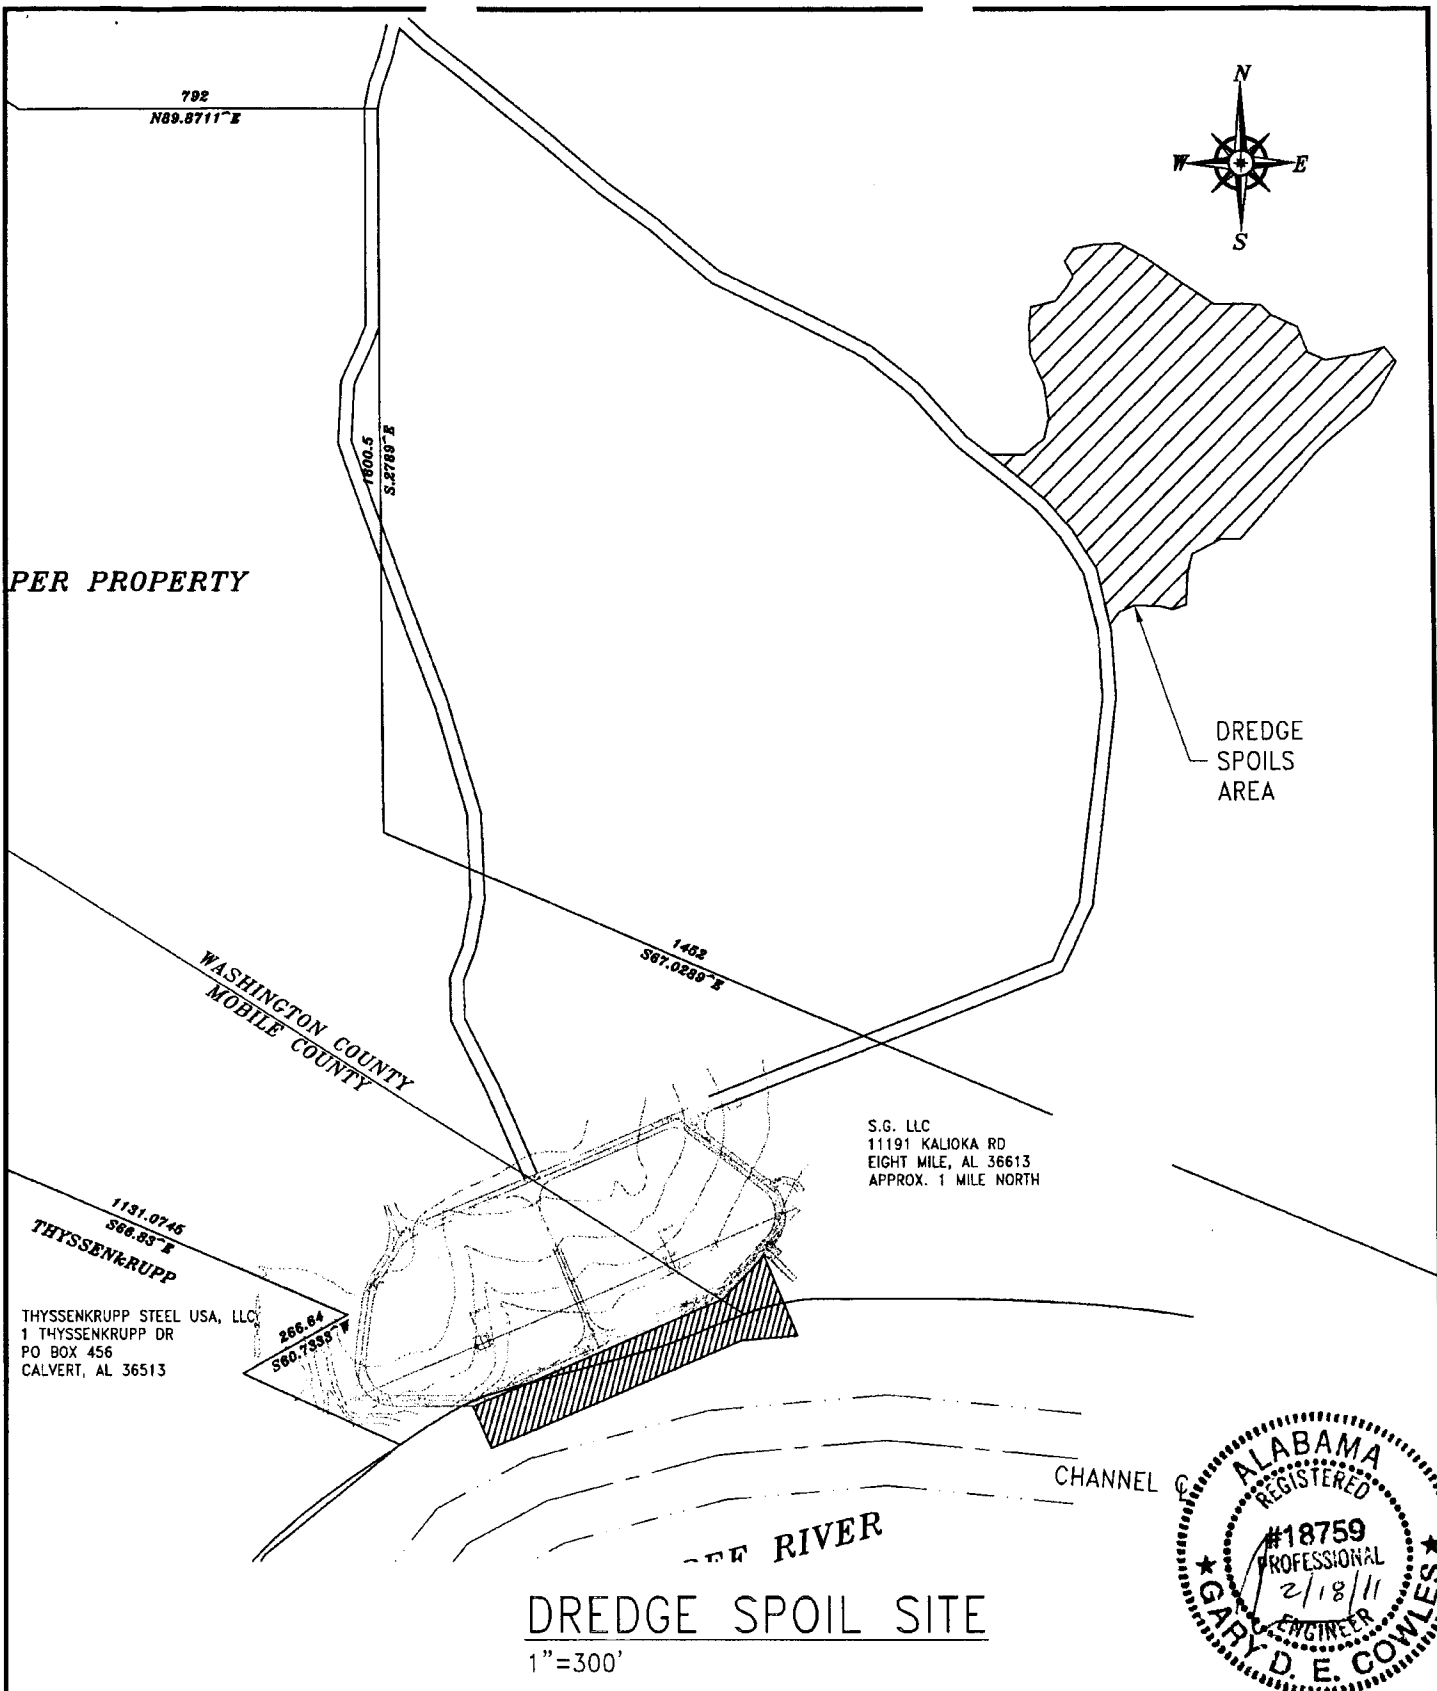 792
N89.8711^E
N
W E
S
1600.5
S.2789^E
PER PROPERTY
DREDGE
SPOILS
AREA
1452
S67.0289^E
WASHINGTON COUNTY
MOBILE COUNTY
S.G. LLC
11191 KALIOKA RD
EIGHT MILE, AL 36613
APPROX. 1 MILE NORTH
1131.0745
S66.83^E
THYSSENKRUPP
THYSSENKRUPP STEEL USA, LLC
1 THYSSENKRUPP DR
PO BOX 456
CALVERT, AL 36513
266.64
S60.7333^W
CHANNEL ℄
RIVER
ALABAMA
REGISTERED
#18759
PROFESSIONAL
2/18/11
ENGINEER
★ GARY D. E. COWLES ★
DREDGE SPOIL SITE
1"=300'